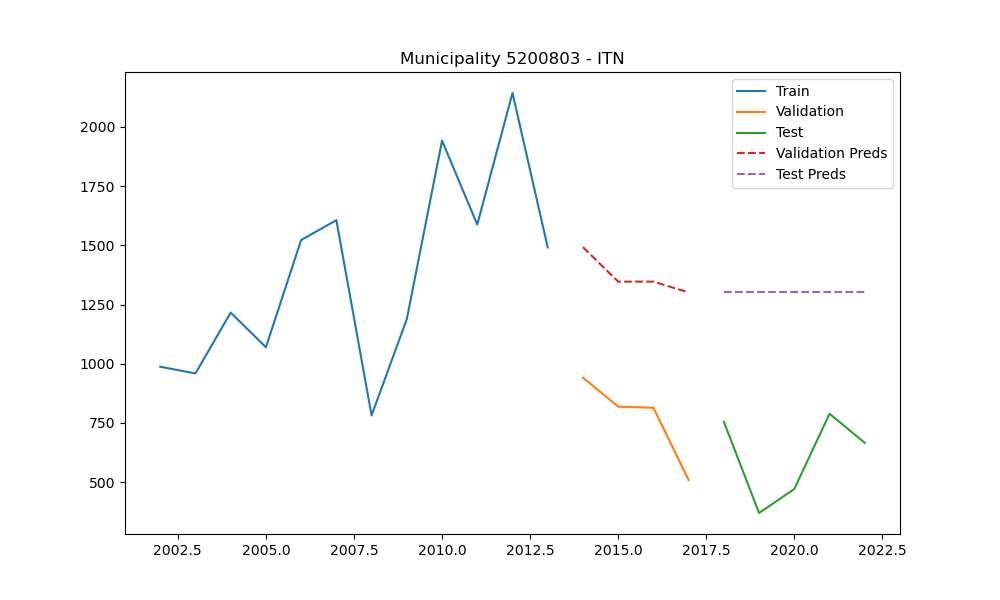 Municipality 5200803 - ITN
Train
Validation
Test
Validation Preds
Test Preds
2000
1750
1500
1250
1000
750
500
2002.5 2005.0 2007.5 2010.0 2012.5 2015.0 2017.5 2020.0 2022.5